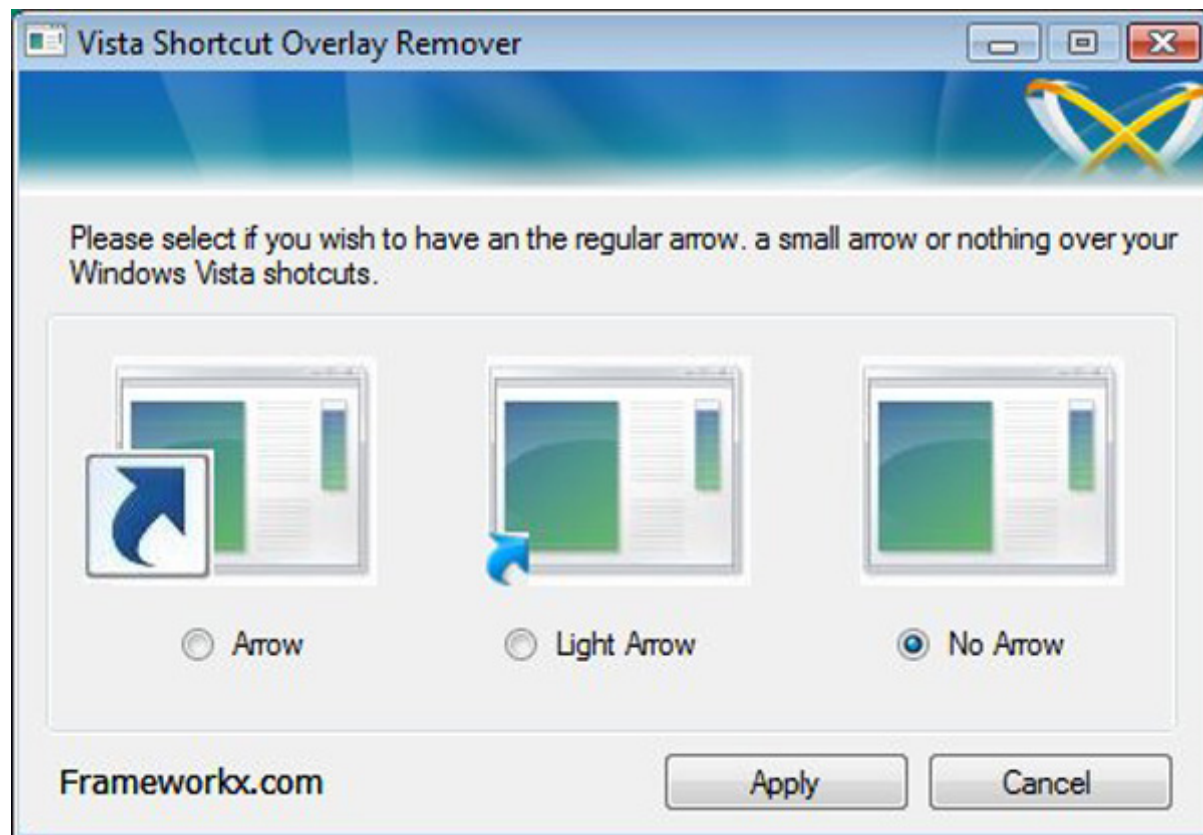 Vista Shortcut Overlay Remover
Please select if you wish to have an the regular arrow. a small arrow or nothing over your
Windows Vista shotcuts.
Arrow
Light Arrow
No Arrow
Frameworkx.com
Apply
Cancel